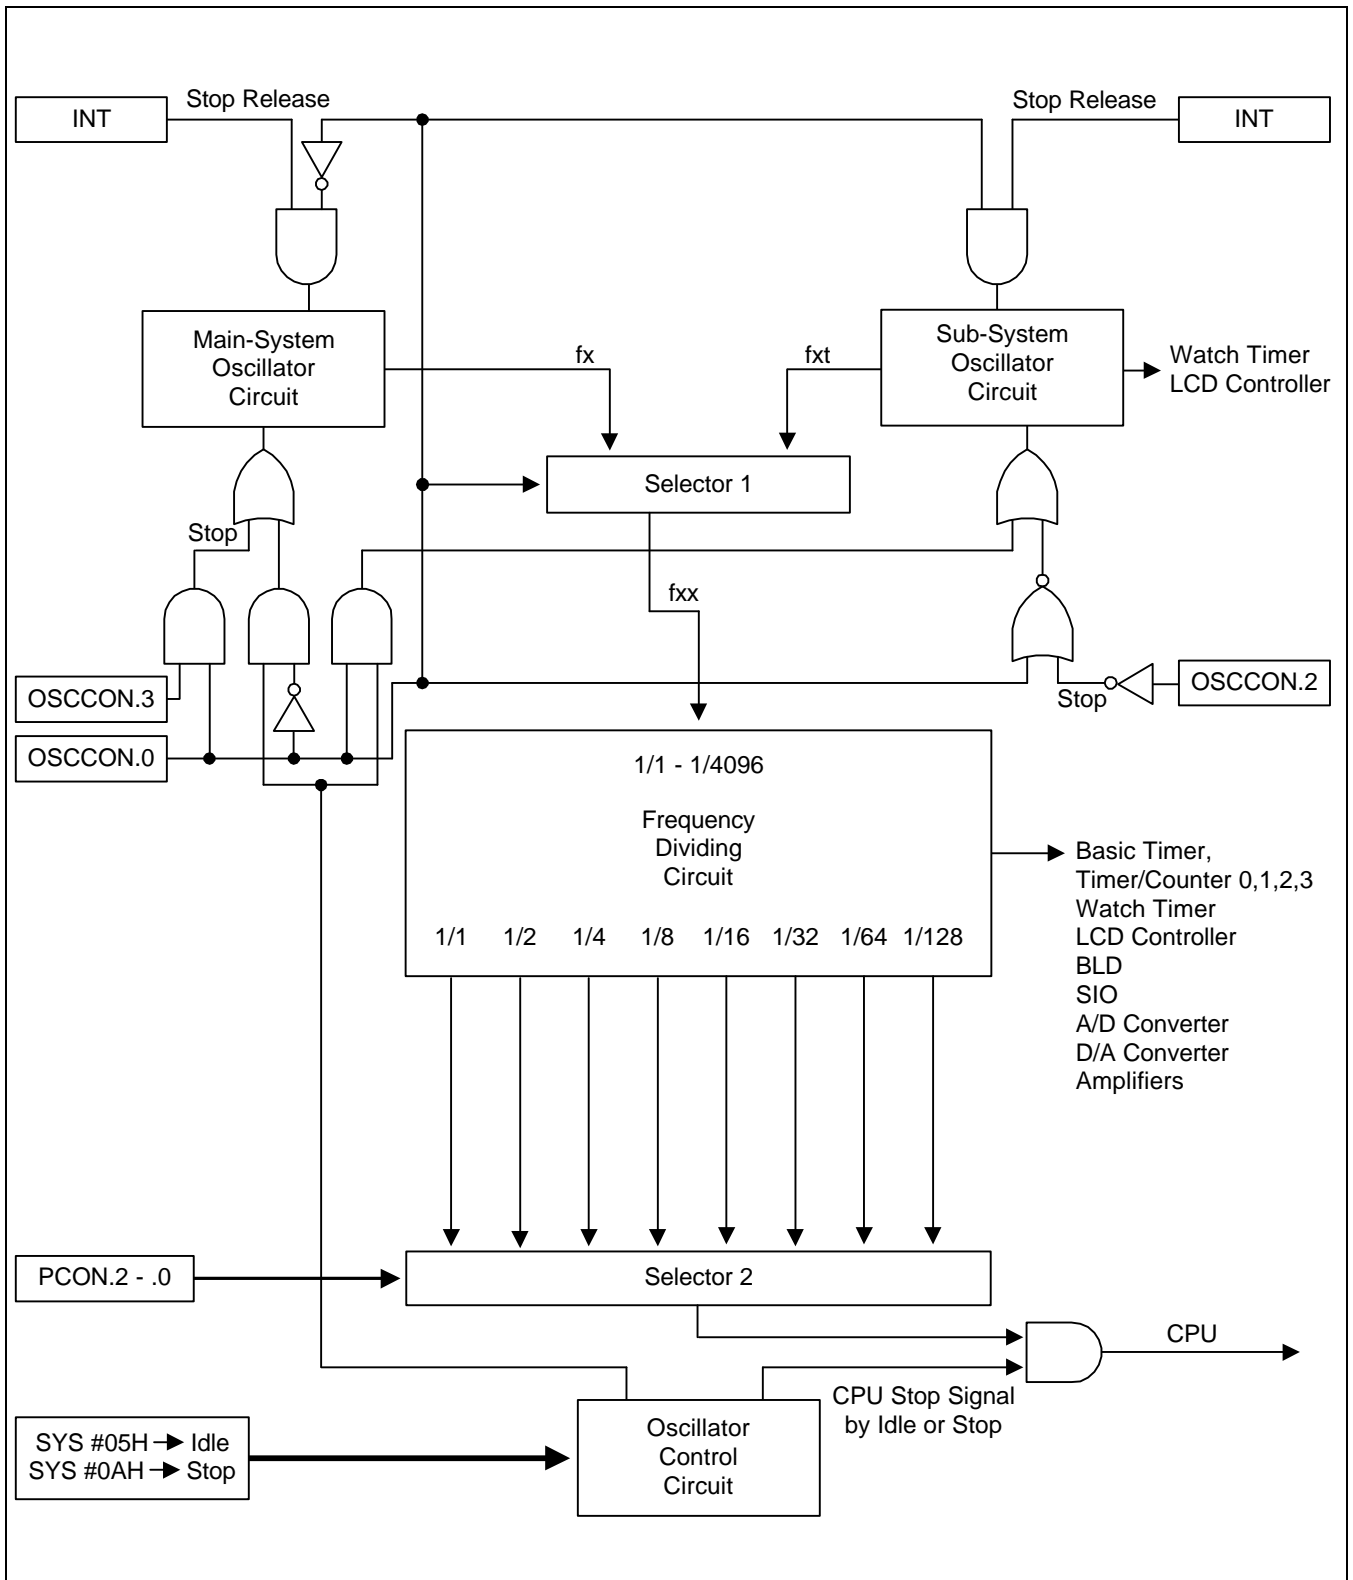 INT
Stop Release
Stop Release
INT
Main-System
Oscillator
Circuit
fx
fxt
Sub-System
Oscillator
Circuit
Watch Timer
LCD Controller
Selector 1
Stop
fxx
OSCCON.3
Stop
OSCCON.2
OSCCON.0
1/1 - 1/4096
Frequency
Dividing
Circuit
1/1 1/2 1/4 1/8 1/16 1/32 1/64 1/128
Basic Timer,
Timer/Counter 0,1,2,3
Watch Timer
LCD Controller
BLD
SIO
A/D Converter
D/A Converter
Amplifiers
PCON.2 - .0
Selector 2
CPU
CPU Stop Signal
by Idle or Stop
SYS #05H → Idle
SYS #0AH → Stop
Oscillator
Control
Circuit